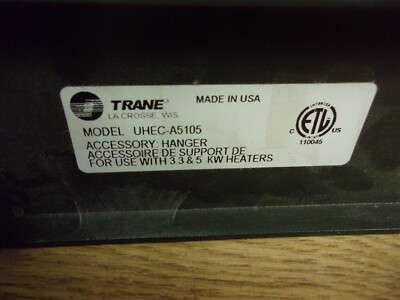 TRANE® MADE IN USA
LA CROSSE, WIS.
INTERTEK
ETL
C US
110045
MODEL UHEC-A5105
ACCESSORY: HANGER
ACCESSOIRE DE SUPPORT DE
FOR USE WITH 3.3 & 5 KW HEATERS